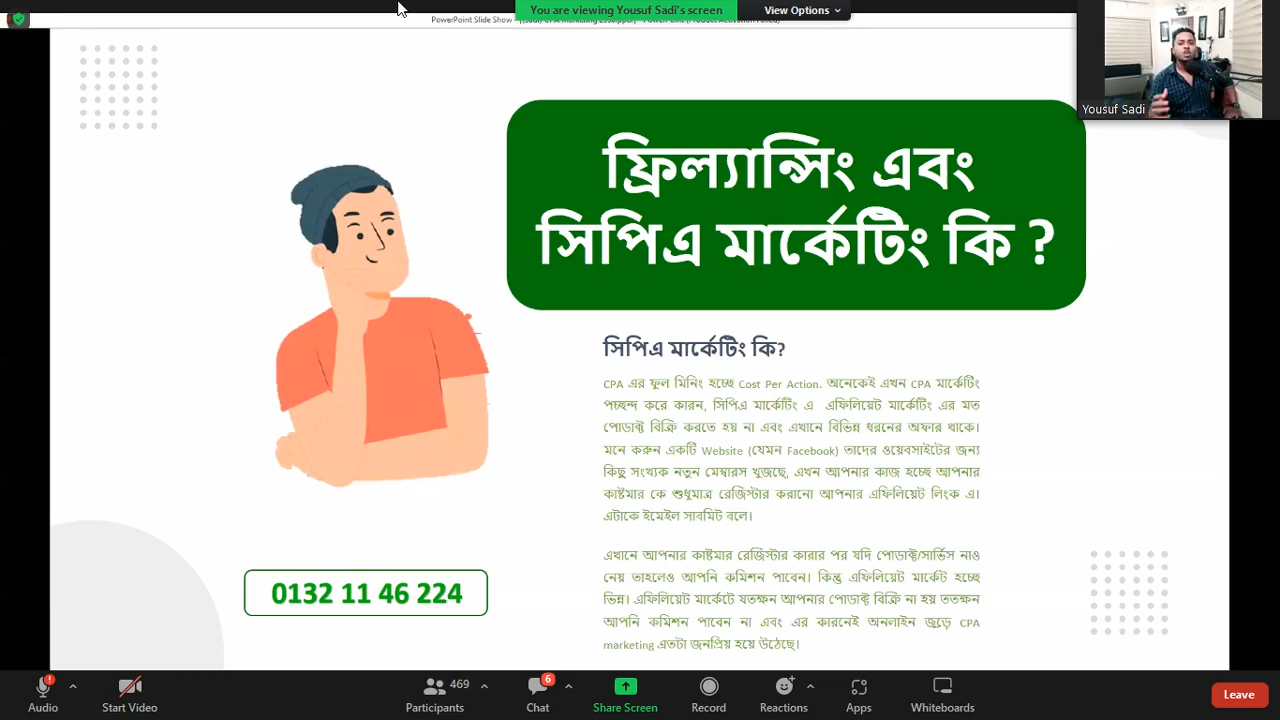 You are viewing Yousuf Sadi's screen
View Options
Yousuf Sadi
ফ্রিল্যান্সিং এবং
সিপিএ মার্কেটিং কি ?
সিপিএ মার্কেটিং কি?
CPA এর ফুল মিনিং হচ্ছে Cost Per Action. অনেকেই এখন CPA মার্কেটিং
পচ্ছন্দ করে কারন, সিপিএ মার্কেটিং এ এফিলিয়েট মার্কেটিং এর মত
পোডাক্ট বিক্রি করতে হয় না এবং এখানে বিভিন্ন ধরনের অফার থাকে।
মনে করুন একটি Website (যেমন Facebook) তাদের ওয়েবসাইটের জন্য
কিছু সংখ্যক নতুন মেম্বারস খুজছে, এখন আপনার কাজ হচ্ছে আপনার
কাষ্টমার কে শুধুমাত্র রেজিস্টার করানো আপনার এফিলিয়েট লিংক এ।
এটাকে ইমেইল সাবমিট বলে।
এখানে আপনার কাষ্টমার রেজিস্টার কারার পর যদি পোডাক্ট/সার্ভিস নাও
নেয় তাহলেও আপনি কমিশন পাবেন। কিন্তু এফিলিয়েট মার্কেট হচ্ছে
ভিন্ন। এফিলিয়েট মার্কেটে যতক্ষন আপনার পোডাক্ট বিক্রি না হয় ততক্ষন
আপনি কমিশন পাবেন না এবং এর কারনেই অনলাইন জুড়ে CPA
marketing এতটা জনপ্রিয় হয়ে উঠেছে।
0132 11 46 224
469
6
Audio
Start Video
Participants
Chat
Share Screen
Record
Reactions
Apps
Whiteboards
Leave